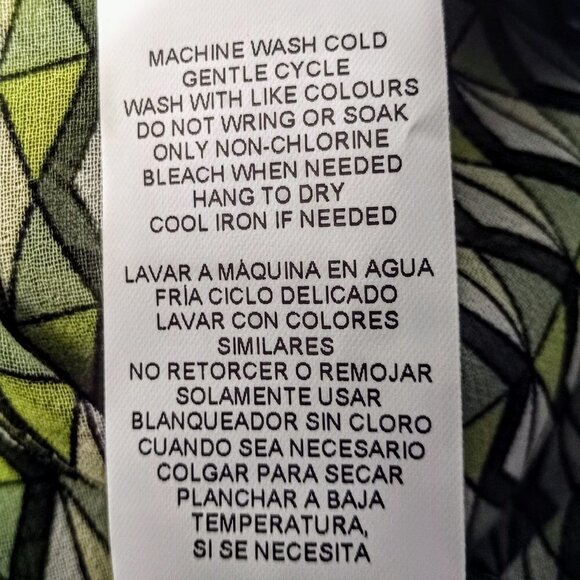 MACHINE WASH COLD
GENTLE CYCLE
WASH WITH LIKE COLOURS
DO NOT WRING OR SOAK
ONLY NON-CHLORINE
BLEACH WHEN NEEDED
HANG TO DRY
COOL IRON IF NEEDED
LAVAR A MÁQUINA EN AGUA
FRÍA CICLO DELICADO
LAVAR CON COLORES
SIMILARES
NO RETORCER O REMOJAR
SOLAMENTE USAR
BLANQUEADOR SIN CLORO
CUANDO SEA NECESARIO
COLGAR PARA SECAR
PLANCHAR A BAJA
TEMPERATURA,
SI SE NECESITA